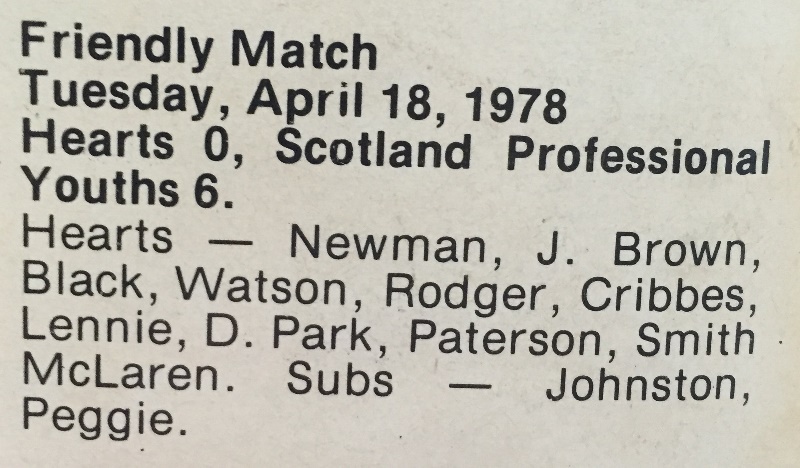 Friendly Match
Tuesday, April 18, 1978
Hearts 0, Scotland Professional
Youths 6.
Hearts — Newman, J. Brown,
Black, Watson, Rodger, Cribbes,
Lennie, D. Park, Paterson, Smith
McLaren. Subs — Johnston,
Peggie.